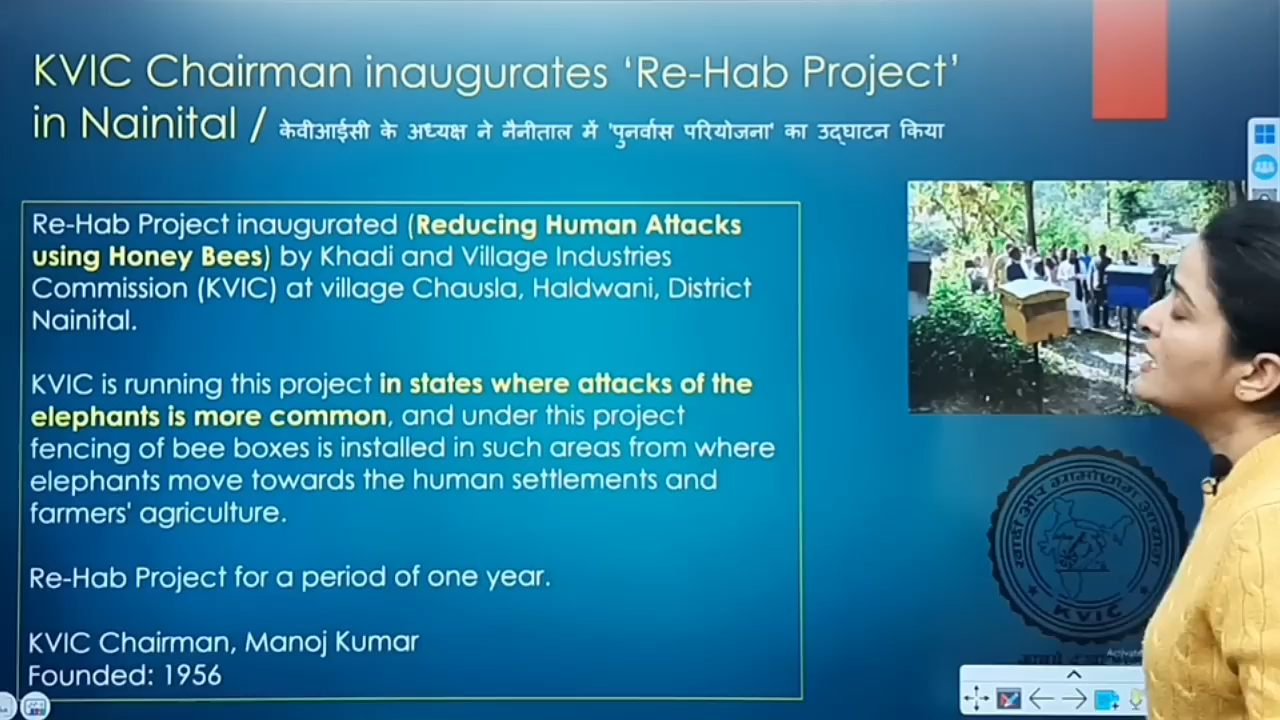 KVIC Chairman inaugurates ‘Re-Hab Project’
in Nainital / केवीआईसी के अध्यक्ष ने नैनीताल में 'पुनर्वास परियोजना' का उद्घाटन किया
Re-Hab Project inaugurated (Reducing Human Attacks
using Honey Bees) by Khadi and Village Industries
Commission (KVIC) at village Chausla, Haldwani, District
Nainital.
KVIC is running this project in states where attacks of the
elephants is more common, and under this project
fencing of bee boxes is installed in such areas from where
elephants move towards the human settlements and
farmers' agriculture.
Re-Hab Project for a period of one year.
KVIC Chairman, Manoj Kumar
Founded: 1956
खादी और ग्रामोद्योग आयोग
KVIC